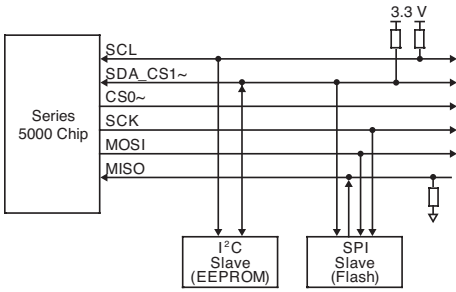 3.3 V
SCL
SDA_CS1~
CS0~
SCK
MOSI
MISO
Series
5000 Chip
I²C
Slave
(EEPROM)
SPI
Slave
(Flash)